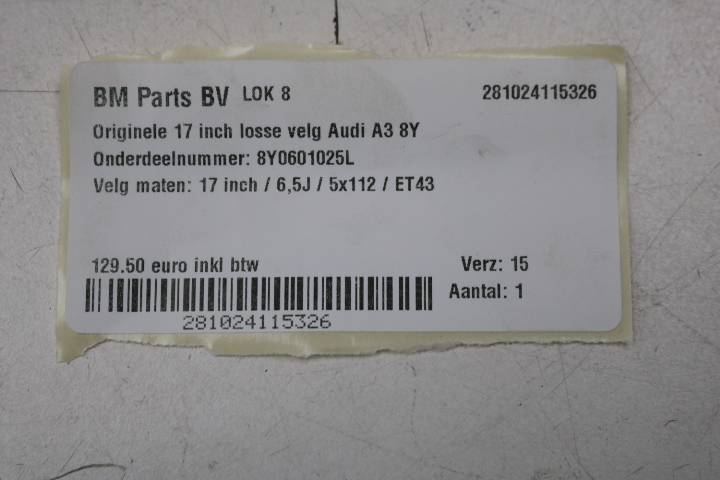 BM Parts BV LOK 8 281024115326
Originele 17 inch losse velg Audi A3 8Y
Onderdeelnummer: 8Y0601025L
Velg maten: 17 inch / 6,5J / 5x112 / ET43
129.50 euro inkl btw Verz: 15
Aantal: 1
281024115326